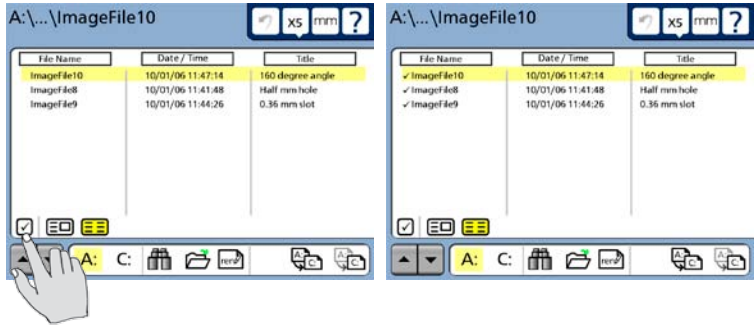 A:\...\ImageFile10 X5 mm ?
File Name Date / Time Title
ImageFile10 10/01/06 11:47:14 160 degree angle
ImageFile8 10/01/06 11:41:48 Half mm hole
ImageFile9 10/01/06 11:44:26 0.36 mm slot
A: C: ren A: C: A: C:
A:\...\ImageFile10 X5 mm ?
File Name Date / Time Title
✓ ImageFile10 10/01/06 11:47:14 160 degree angle
✓ ImageFile8 10/01/06 11:41:48 Half mm hole
✓ ImageFile9 10/01/06 11:44:26 0.36 mm slot
A: C: ren A: C: A: C: